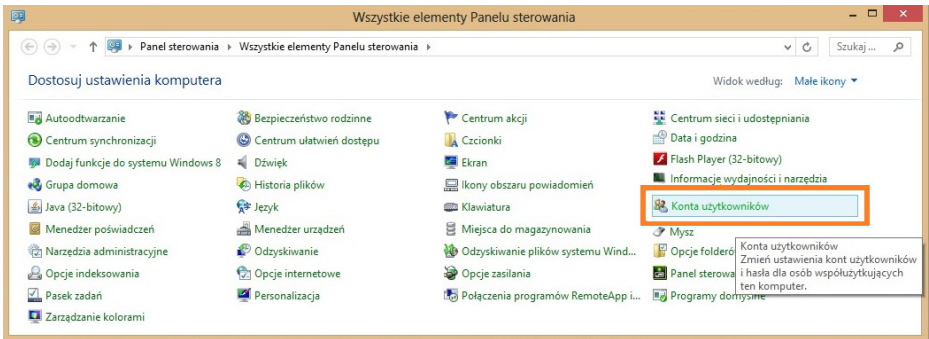 Wszystkie elementy Panelu sterowania
Panel sterowania
Wszystkie elementy Panelu sterowania
Szukaj...
Dostosuj ustawienia komputera
Widok według:
Małe ikony
Autoodtwarzanie
Bezpieczeństwo rodzinne
Centrum akcji
Centrum sieci i udostępniania
Centrum synchronizacji
Centrum ułatwień dostępu
Czcionki
Data i godzina
Dodaj funkcje do systemu Windows 8
Dźwięk
Ekran
Flash Player (32-bitowy)
Grupa domowa
Historia plików
Ikony obszaru powiadomień
Informacje wydajności i narzędzia
Java (32-bitowy)
Język
Klawiatura
Konta użytkowników
Menedżer poświadczeń
Menedżer urządzeń
Miejsca do magazynowania
Mysz
Narzędzia administracyjne
Odzyskiwanie
Odzyskiwanie plików systemu Wind...
Opcje folderó
Opcje indeksowania
Opcje internetowe
Opcje zasilania
Panel sterowa
Pasek zadań
Personalizacja
Połączenia programów RemoteApp i...
Programy domyślne
Zarządzanie kolorami
Konta użytkowników
Zmień ustawienia kont użytkowników
i hasła dla osób współużytkujących
ten komputer.